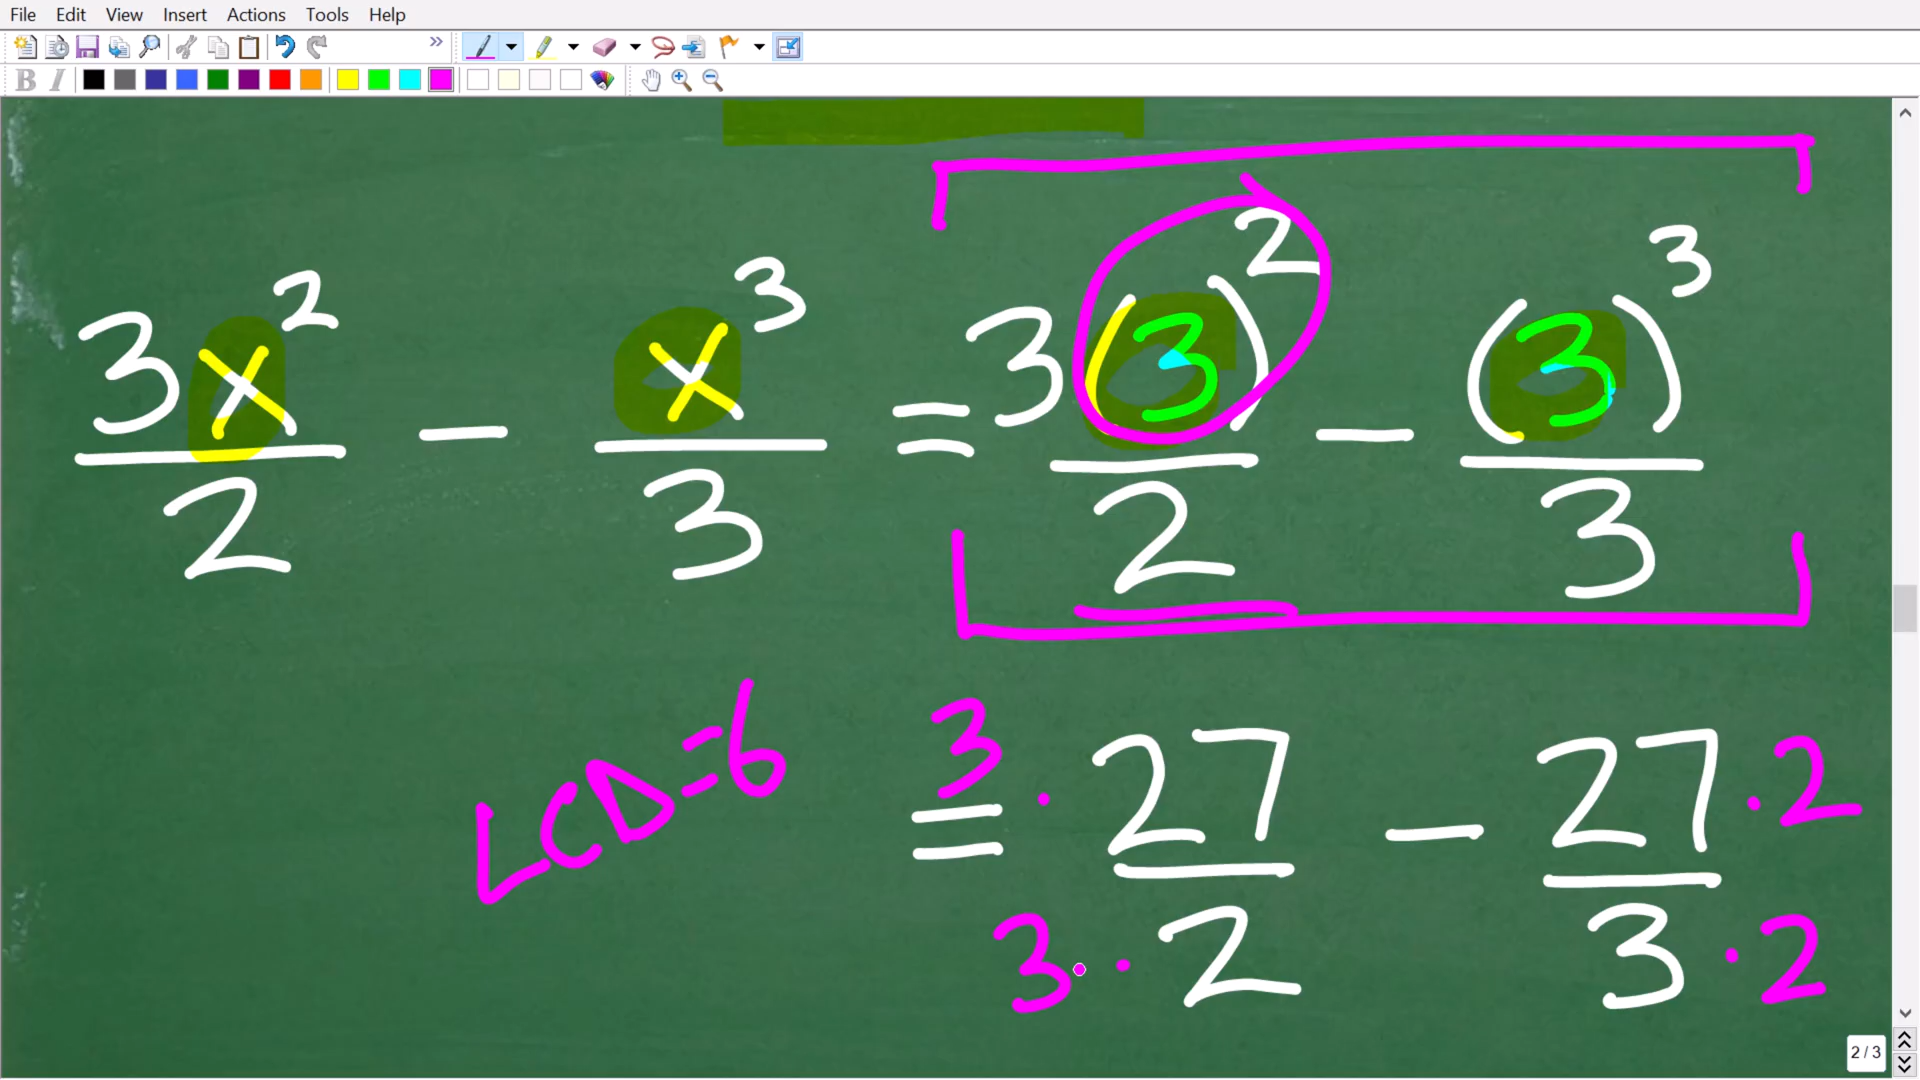 File Edit View Insert Actions Tools Help
B I
3x² / 2 − x³ / 3 = 3(3)² / 2 − (3)³ / 3
LCD=6
= 3 · 27 / 3 · 2 − 27 · 2 / 3 · 2
2 / 3